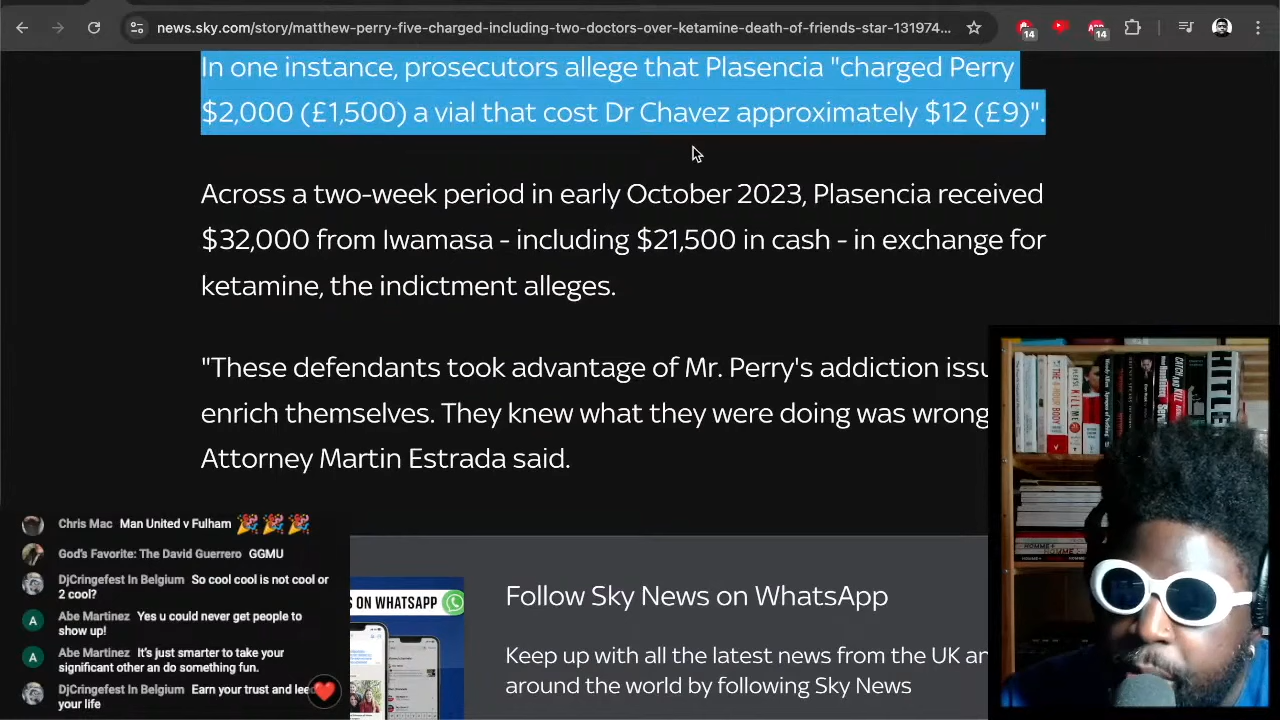 news.sky.com/story/matthew-perry-five-charged-including-two-doctors-over-ketamine-death-of-friends-star-131974...
14
14
In one instance, prosecutors allege that Plasencia "charged Perry
$2,000 (£1,500) a vial that cost Dr Chavez approximately $12 (£9)".
Across a two-week period in early October 2023, Plasencia received
$32,000 from Iwamasa - including $21,500 in cash - in exchange for
ketamine, the indictment alleges.
"These defendants took advantage of Mr. Perry's addiction issu
enrich themselves. They knew what they were doing was wrong
Attorney Martin Estrada said.
Chris Mac Man United v Fulham
God's Favorite: The David Guerrero GGMU
DjCringefest In Belgium So cool cool is not cool or
2 cool?
A Abe Martinez Yes u could never get people to
show up!
A Abe Martinez It's just smarter to take your
DjCringefest In Belgium Earn your trust and
your life
S ON WHATSAPP
Follow Sky News on WhatsApp
Keep up with all the latest news from the UK an
around the world by following Sky News
CATCH AND KILL
HITLER